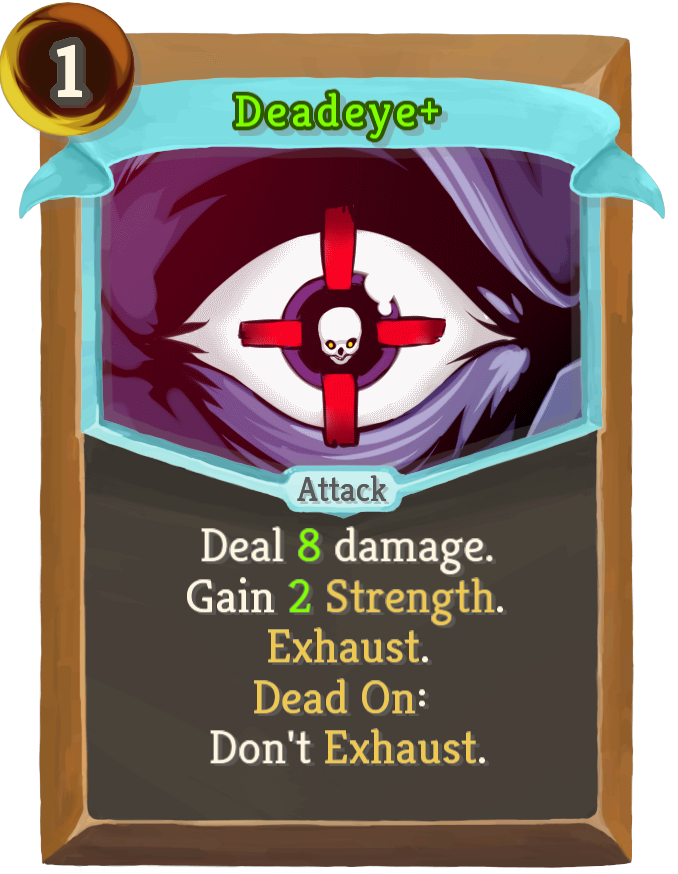 1
Deadeye+
Attack
Deal 8 damage.
Gain 2 Strength.
Exhaust.
Dead On:
Don't Exhaust.